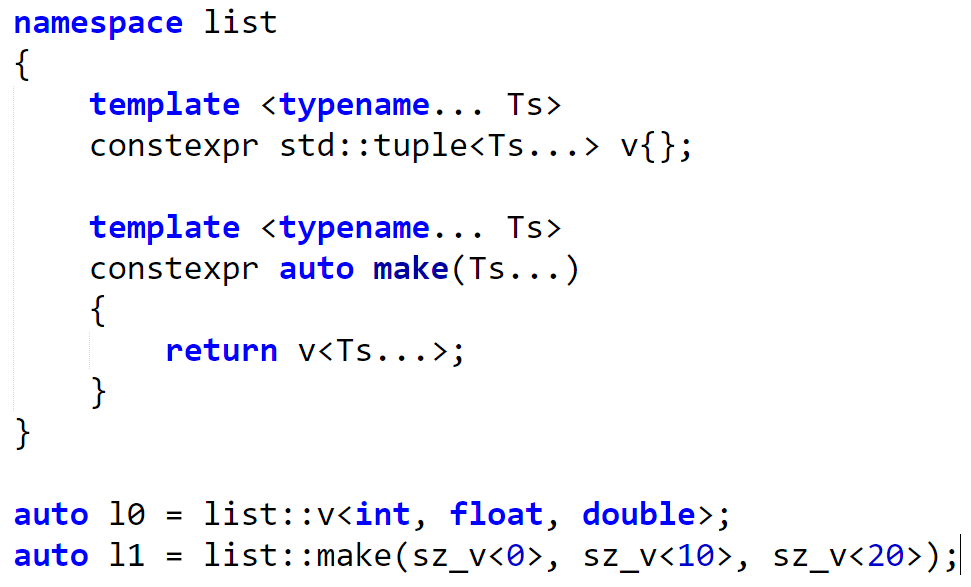 namespace list
{
    template <typename... Ts>
    constexpr std::tuple<Ts...> v{};

    template <typename... Ts>
    constexpr auto make(Ts...)
    {
        return v<Ts...>;
    }
}

auto l0 = list::v<int, float, double>;
auto l1 = list::make(sz_v<0>, sz_v<10>, sz_v<20>);